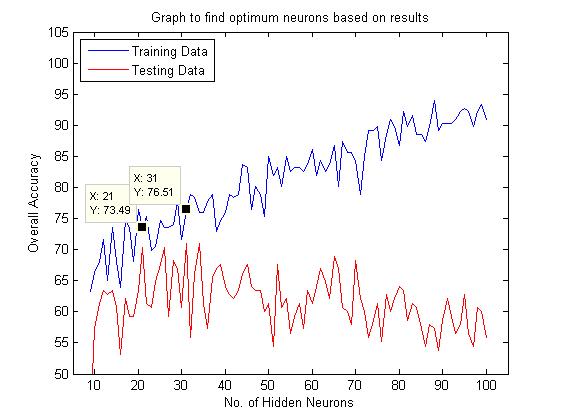 Graph to find optimum neurons based on results
105
100
95
90
85
80
75
70
65
60
55
50
Overall Accuracy
Training Data
Testing Data
X: 31
Y: 76.51
X: 21
Y: 73.49
10 20 30 40 50 60 70 80 90 100
No. of Hidden Neurons